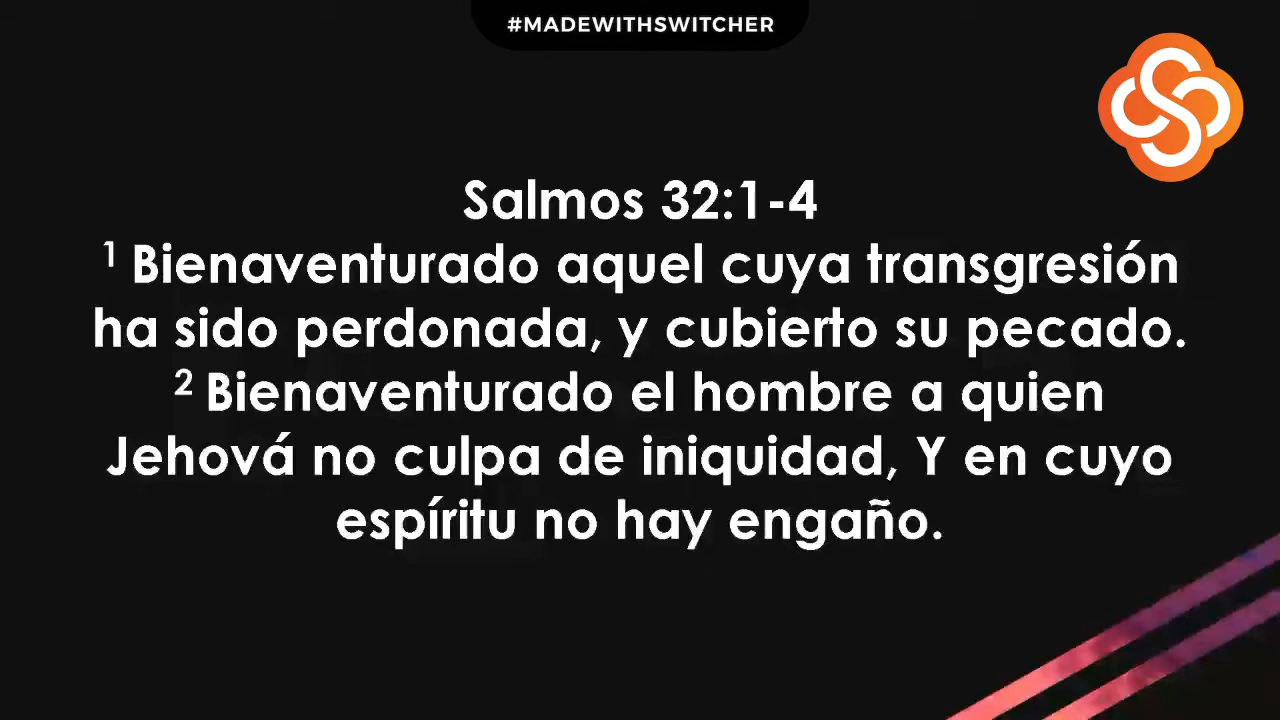 #MADEWITHSWITCHER
Salmos 32:1-4
1 Bienaventurado aquel cuya transgresión
ha sido perdonada, y cubierto su pecado.
2 Bienaventurado el hombre a quien
Jehová no culpa de iniquidad, Y en cuyo
espíritu no hay engaño.